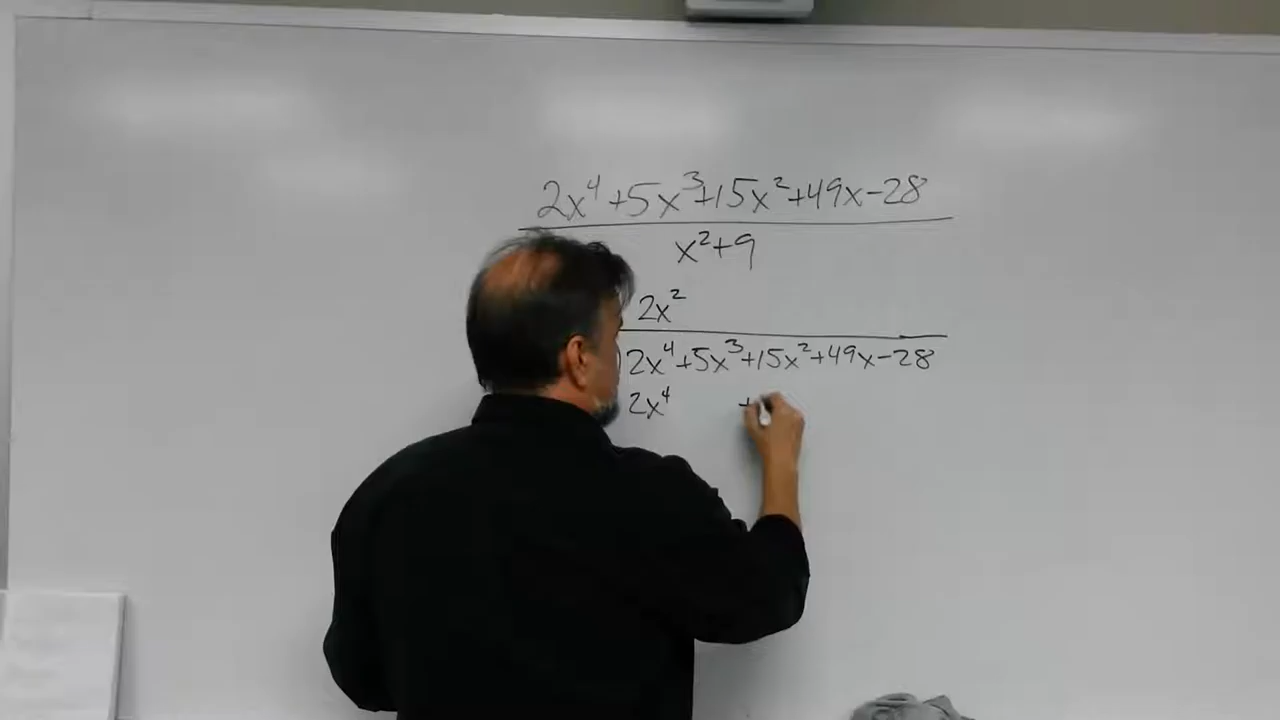 2x⁴+5x³+15x²+49x-28
x²+9
2x²
)2x⁴+5x³+15x²+49x-28
2x⁴ +